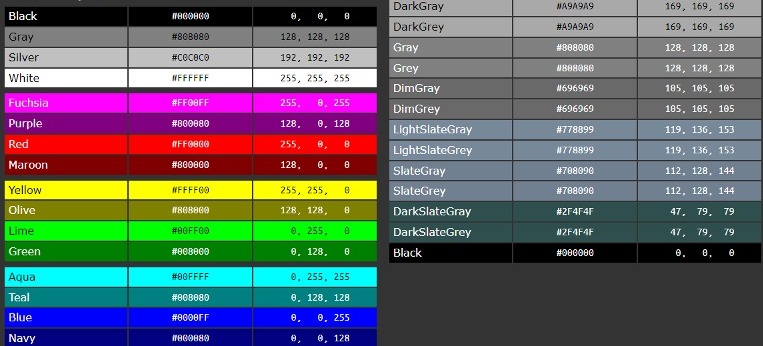 Black #000000 0, 0, 0
Gray #808080 128, 128, 128
Silver #C0C0C0 192, 192, 192
White #FFFFFF 255, 255, 255
Fuchsia #FF00FF 255, 0, 255
Purple #800080 128, 0, 128
Red #FF0000 255, 0, 0
Maroon #800000 128, 0, 0
Yellow #FFFF00 255, 255, 0
Olive #808000 128, 128, 0
Lime #00FF00 0, 255, 0
Green #008000 0, 128, 0
Aqua #00FFFF 0, 255, 255
Teal #008080 0, 128, 128
Blue #0000FF 0, 0, 255
Navy #000080 0, 0, 128
DarkGray #A9A9A9 169, 169, 169
DarkGrey #A9A9A9 169, 169, 169
Gray #808080 128, 128, 128
Grey #808080 128, 128, 128
DimGray #696969 105, 105, 105
DimGrey #696969 105, 105, 105
LightSlateGray #778899 119, 136, 153
LightSlateGrey #778899 119, 136, 153
SlateGray #708090 112, 128, 144
SlateGrey #708090 112, 128, 144
DarkSlateGray #2F4F4F 47, 79, 79
DarkSlateGrey #2F4F4F 47, 79, 79
Black #000000 0, 0, 0